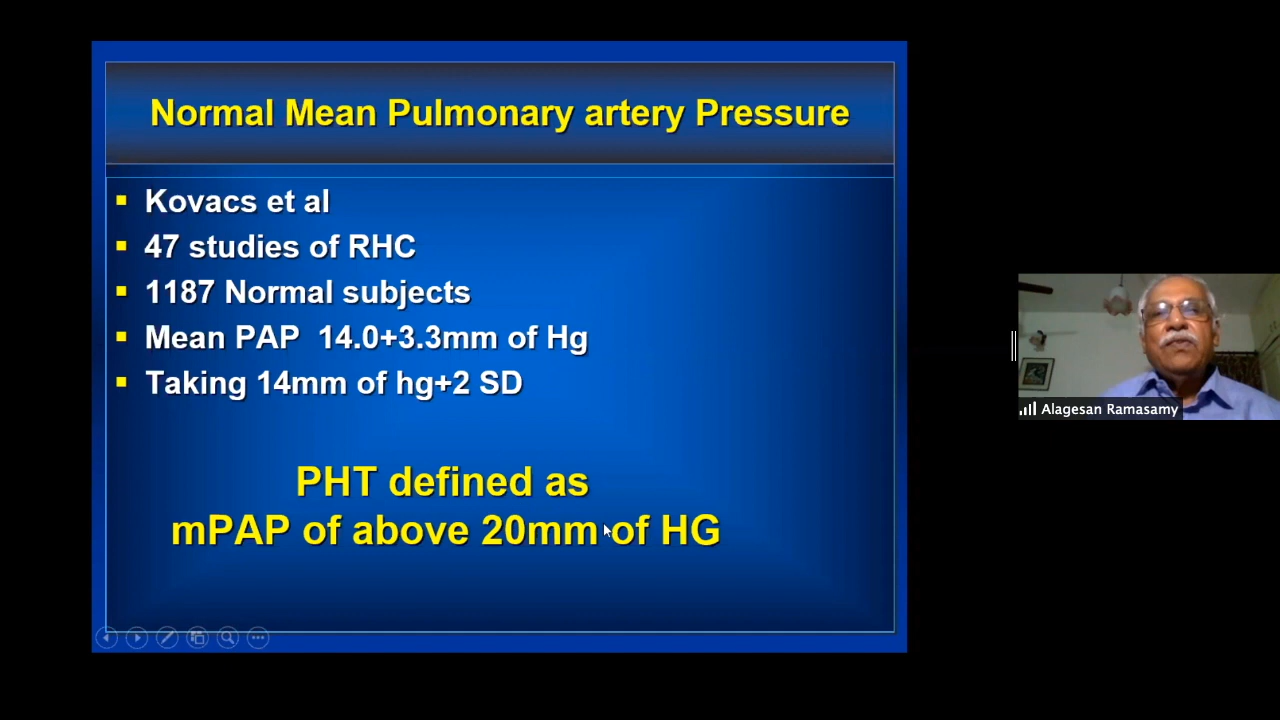 Normal Mean Pulmonary artery Pressure
Kovacs et al
47 studies of RHC
1187 Normal subjects
Mean PAP 14.0+3.3mm of Hg
Taking 14mm of hg+2 SD
PHT defined as
mPAP of above 20mm of HG
Alagesan Ramasamy